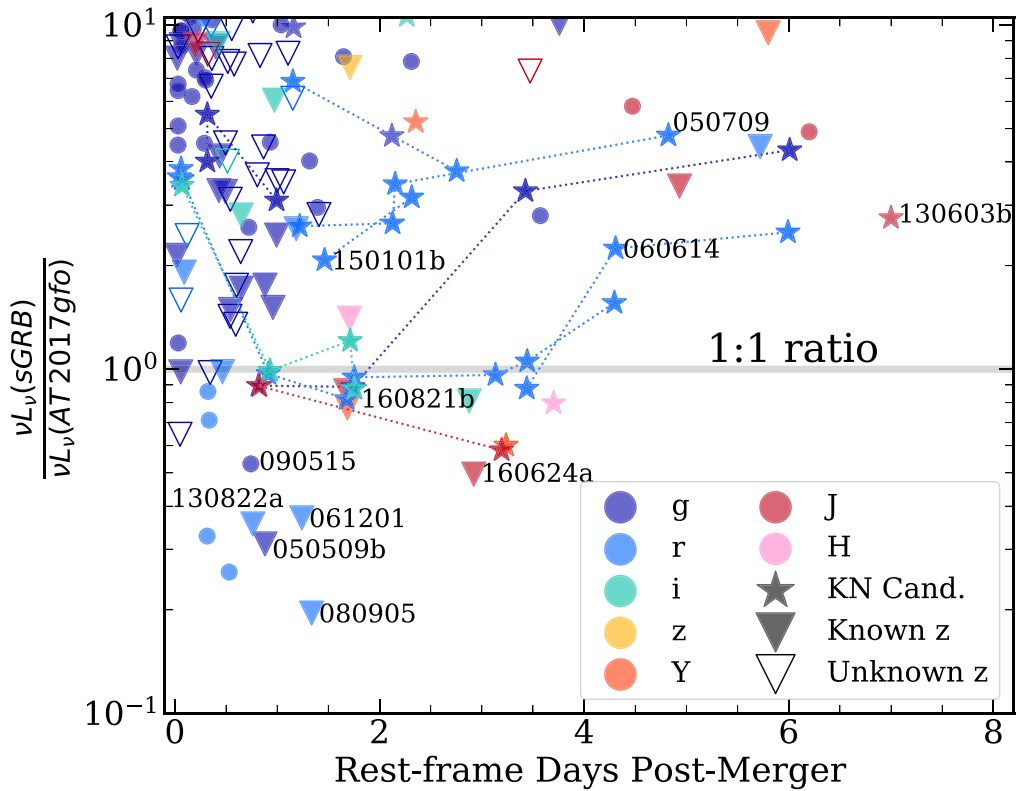 10¹
050709
130603b
150101b
060614
1:1 ratio
10⁰
160821b
090515
160624a
130822a
061201
050509b
080905
g
r
i
z
Y
J
H
KN Cand.
Known z
Unknown z
10⁻¹
0 2 4 6 8
Rest-frame Days Post-Merger
νLν(sGRB)
νLν(AT2017gfo)